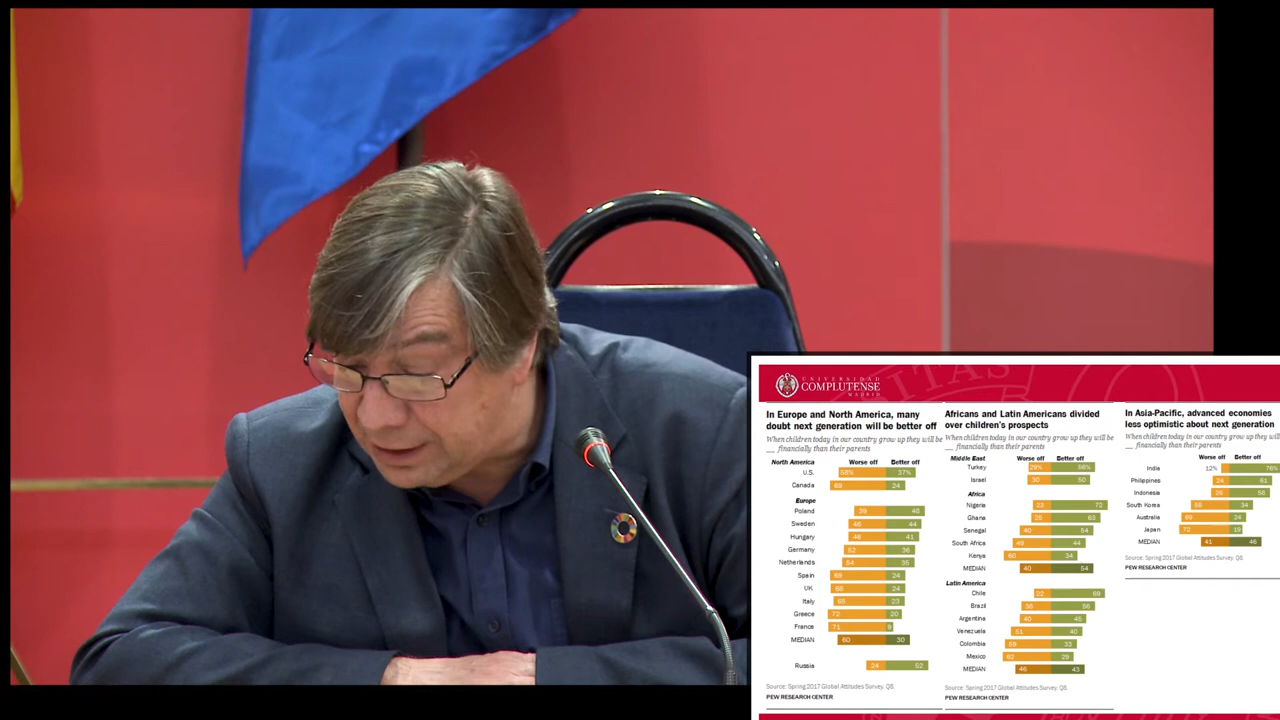 UNIVERSIDAD
COMPLUTENSE
MADRID
In Europe and North America, many
doubt next generation will be better off
When children today in our country grow up they will be
__ financially than their parents
North America Worse off Better off
U.S. 58% 37%
Canada 69 24
Europe
Poland 39 48
Sweden 46 44
Hungary 46 41
Germany 52 36
Netherlands 54 35
Spain 69 24
UK 68 24
Italy 68 23
Greece 72 20
France 71 9
MEDIAN 60 30
Russia 24 52
Source: Spring 2017 Global Attitudes Survey. Q8.
PEW RESEARCH CENTER
Africans and Latin Americans divided
over children's prospects
When children today in our country grow up they will be
__ financially than their parents
Middle East Worse off Better off
Turkey 29% 56%
Israel 30 50
Africa
Nigeria 23 72
Ghana 26 63
Senegal 40 54
South Africa 49 44
Kenya 60 34
MEDIAN 40 54
Latin America
Chile 22 69
Brazil 38 56
Argentina 40 45
Venezuela 51 40
Colombia 59 33
Mexico 62 29
MEDIAN 46 43
Source: Spring 2017 Global Attitudes Survey. Q8.
PEW RESEARCH CENTER
In Asia-Pacific, advanced economies
less optimistic about next generation
When children today in our country grow up they will be
__ financially than their parents
Worse off Better off
India 12% 76%
Philippines 24 61
Indonesia 26 58
South Korea 55 34
Australia 69 24
Japan 72 19
MEDIAN 41 46
Source: Spring 2017 Global Attitudes Survey. Q8.
PEW RESEARCH CENTER